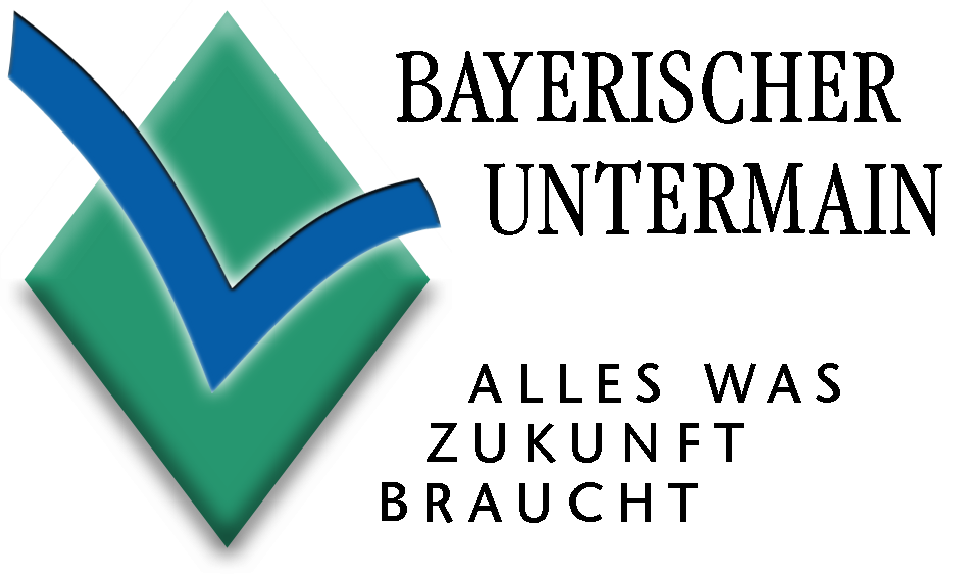 BAYERISCHER
UNTERMAIN
ALLES WAS
ZUKUNFT
BRAUCHT